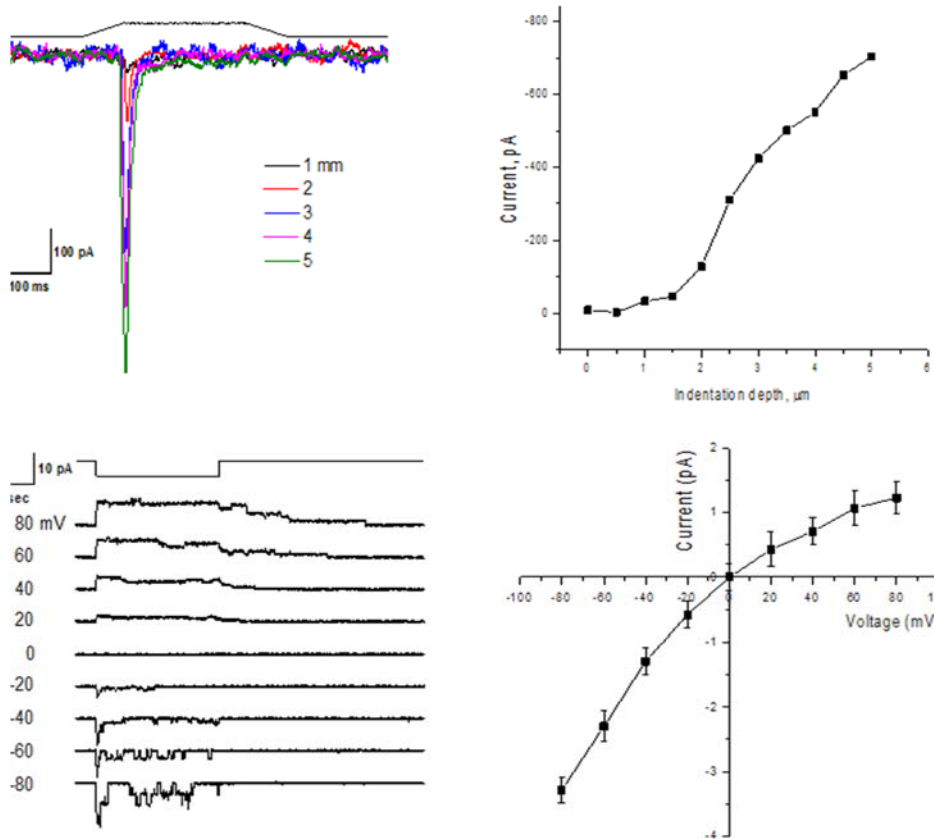 1 mm
2
3
4
5
100 pA
100 ms
Current, pA
-800
-600
-400
-200
0
0 1 2 3 4 5 6
Indentation depth, µm
10 pA
sec
80 mV
60
40
20
0
-20
-40
-60
-80
Current (pA)
2
1
0
-100 -80 -60 -40 -20 0 20 40 60 80 100
Voltage (mV
-1
-2
-3
-4